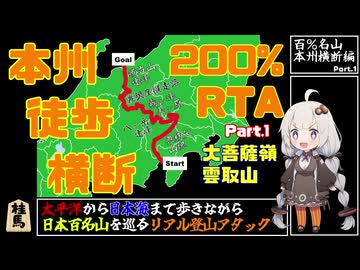 本州
徒歩
横断
200%
RTA
Part.1
大菩薩嶺
雲取山
百%名山
本州横断編
Part.1
Goal
Start
桂馬
太平洋から日本海まで歩きながら
日本百名山を巡るリアル登山アタック